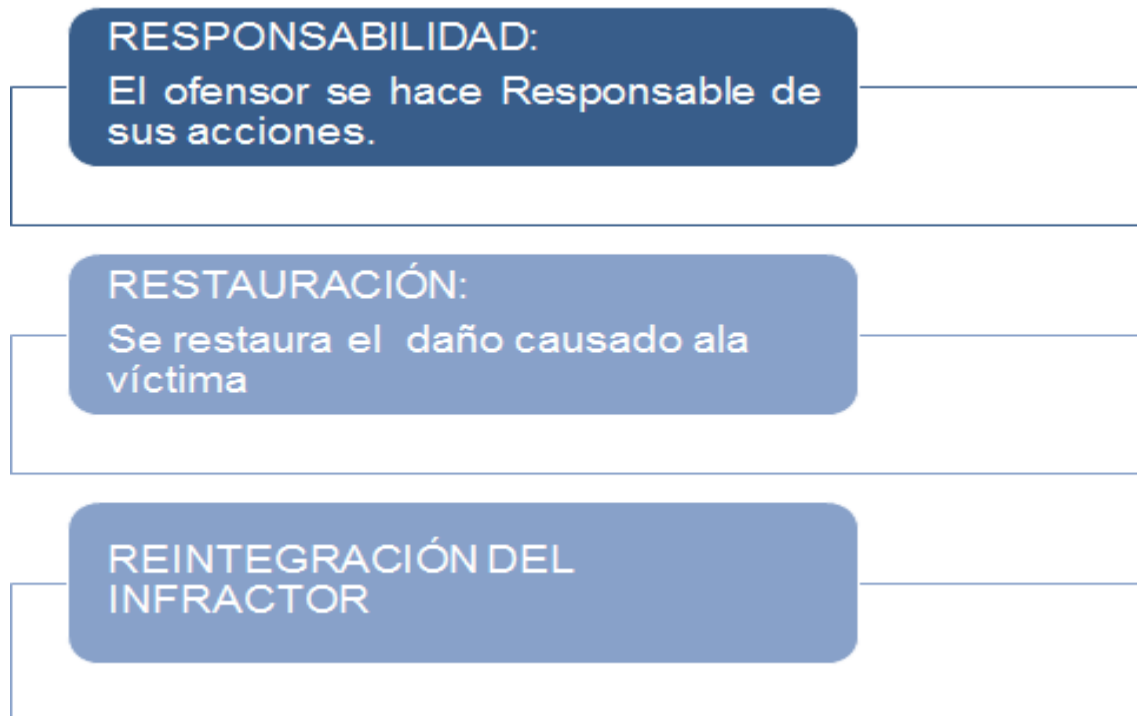 RESPONSABILIDAD:
El ofensor se hace Responsable de
sus acciones.
RESTAURACIÓN:
Se restaura el daño causado ala
víctima
REINTEGRACIÓN DEL
INFRACTOR